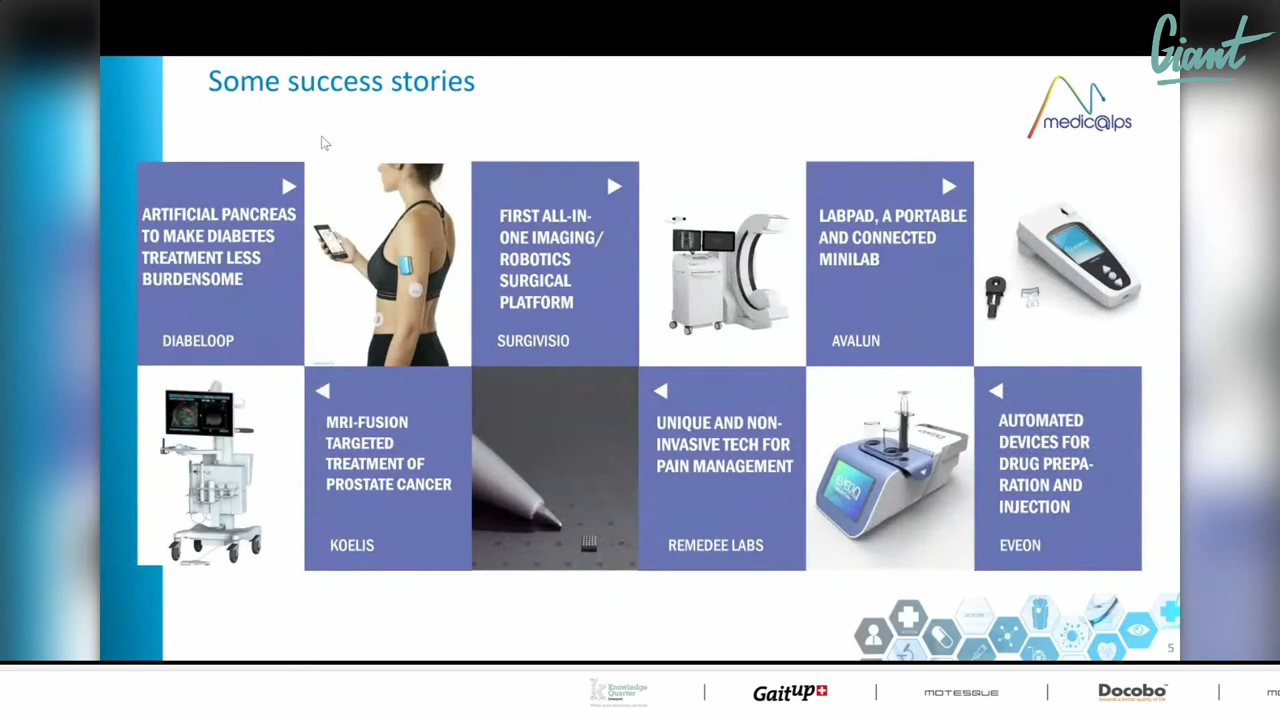 Giant
Some success stories
medic@lps
ARTIFICIAL PANCREAS
TO MAKE DIABETES
TREATMENT LESS
BURDENSOME
DIABELOOP
FIRST ALL-IN-
ONE IMAGING/
ROBOTICS
SURGICAL
PLATFORM
SURGIVISIO
LABPAD, A PORTABLE
AND CONNECTED
MINILAB
AVALUN
MRI-FUSION
TARGETED
TREATMENT OF
PROSTATE CANCER
KOELIS
UNIQUE AND NON-
INVASIVE TECH FOR
PAIN MANAGEMENT
REMEDEE LABS
EVEON
AUTOMATED
DEVICES FOR
DRUG PREPA-
RATION AND
INJECTION
EVEON
5
Knowledge
Quarter
Gaitup
MOTESQUE
Docobo